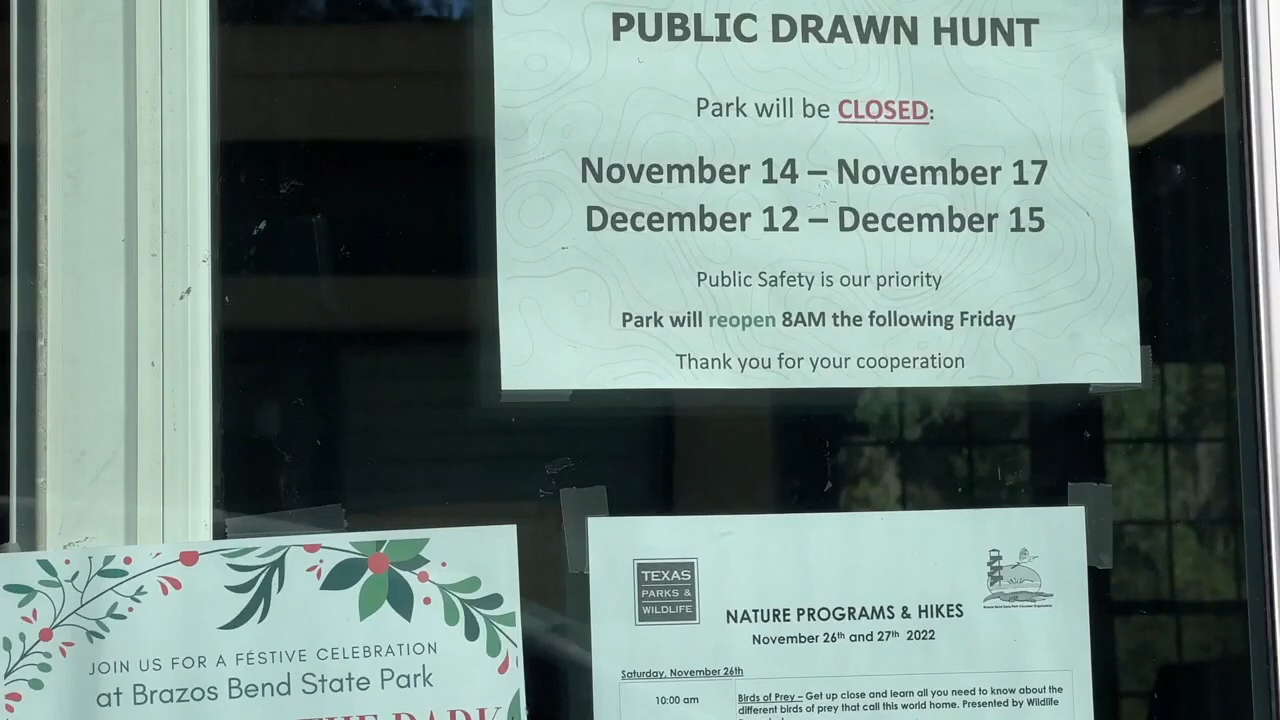 PUBLIC DRAWN HUNT
Park will be CLOSED:
November 14 – November 17
December 12 – December 15
Public Safety is our priority
Park will reopen 8AM the following Friday
Thank you for your cooperation
JOIN US FOR A FESTIVE CELEBRATION
at Brazos Bend State Park
THE PARK
TEXAS
PARKS &
WILDLIFE
NATURE PROGRAMS & HIKES
November 26th and 27th 2022
Saturday, November 26th
10:00 am
Birds of Prey – Get up close and learn all you need to know about the
different birds of prey that call this world home. Presented by Wildlife